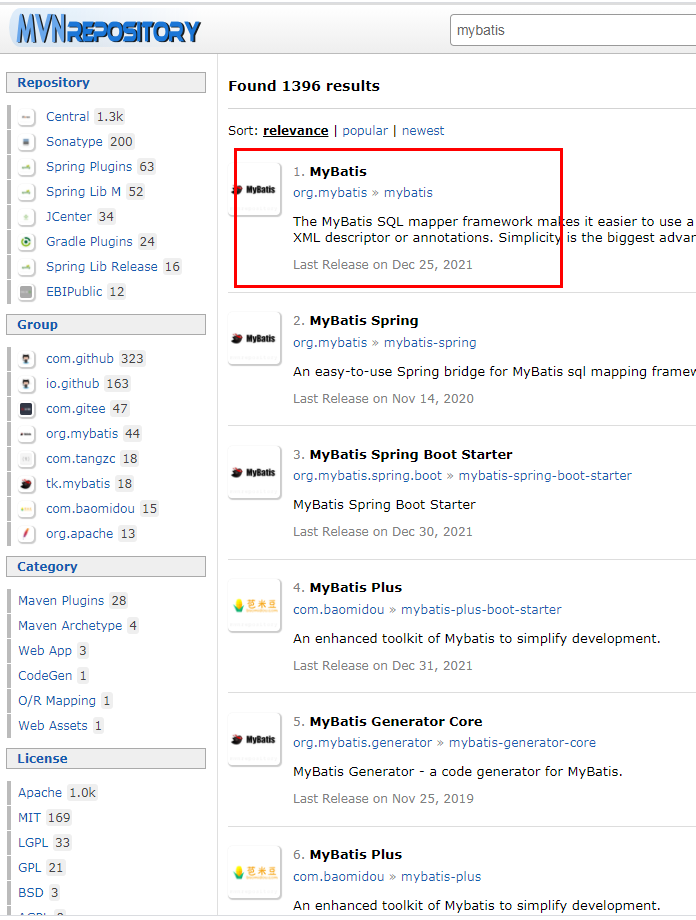 MVNREPOSITORY
mybatis
Repository
Central 1.3k
Sonatype 200
Spring Plugins 63
Spring Lib M 52
JCenter 34
Gradle Plugins 24
Spring Lib Release 16
EBIPublic 12
Group
com.github 323
io.github 163
com.gitee 47
org.mybatis 44
com.tangzc 18
tk.mybatis 18
com.baomidou 15
org.apache 13
Category
Maven Plugins 28
Maven Archetype 4
Web App 3
CodeGen 1
O/R Mapping 1
Web Assets 1
License
Apache 1.0k
MIT 169
LGPL 33
GPL 21
BSD 3
Found 1396 results
Sort: relevance | popular | newest
MyBatis
1. MyBatis
org.mybatis » mybatis
The MyBatis SQL mapper framework makes it easier to use a
XML descriptor or annotations. Simplicity is the biggest advan
Last Release on Dec 25, 2021
MyBatis
2. MyBatis Spring
org.mybatis » mybatis-spring
An easy-to-use Spring bridge for MyBatis sql mapping framew
Last Release on Nov 14, 2020
MyBatis
3. MyBatis Spring Boot Starter
org.mybatis.spring.boot » mybatis-spring-boot-starter
MyBatis Spring Boot Starter
Last Release on Dec 30, 2021
苞米豆
4. MyBatis Plus
com.baomidou » mybatis-plus-boot-starter
An enhanced toolkit of Mybatis to simplify development.
Last Release on Dec 31, 2021
MyBatis
5. MyBatis Generator Core
org.mybatis.generator » mybatis-generator-core
MyBatis Generator - a code generator for MyBatis.
Last Release on Nov 25, 2019
苞米豆
6. MyBatis Plus
com.baomidou » mybatis-plus
An enhanced toolkit of Mybatis to simplify development.